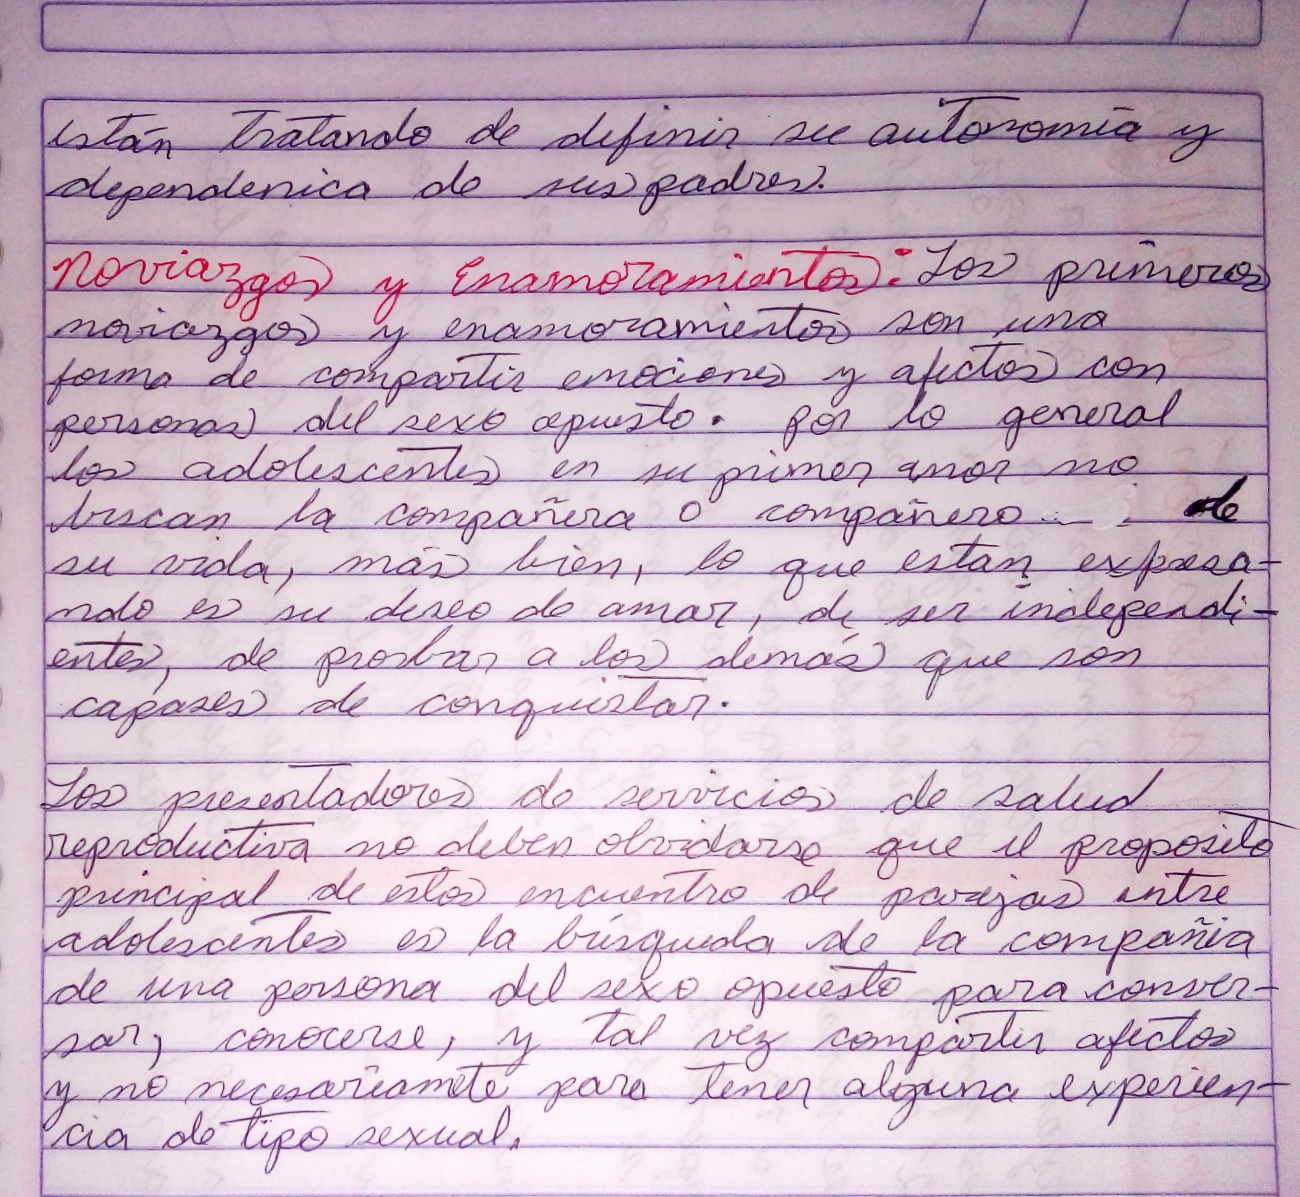 están tratando de definir su autonomía y
dependenica de sus padres.
Noviazgos y Enamoramientos: Los primeros
noviazgos y enamoramientos son una
forma de compartir emociones y afectos con
personas del sexo opuesto. Por lo general
los adolescentes en su primer amor no
buscan la compañera o compañero de
su vida, más bien, lo que estan expresa-
ndo es su deseo de amar, de ser independi-
entes, de probar a los demás que son
capases de conquistar.
Los presentadores de servicios de salud
reproductiva no deben olvidarse que el proposito
principal de estos encuentro de parejas entre
adolescentes es la búsqueda de la compañia
de una persona del sexo opuesto para conver-
sar, conocerse, y tal vez compartir afectos
y no necesariamete para tener alguna experien-
cia de tipo sexual.